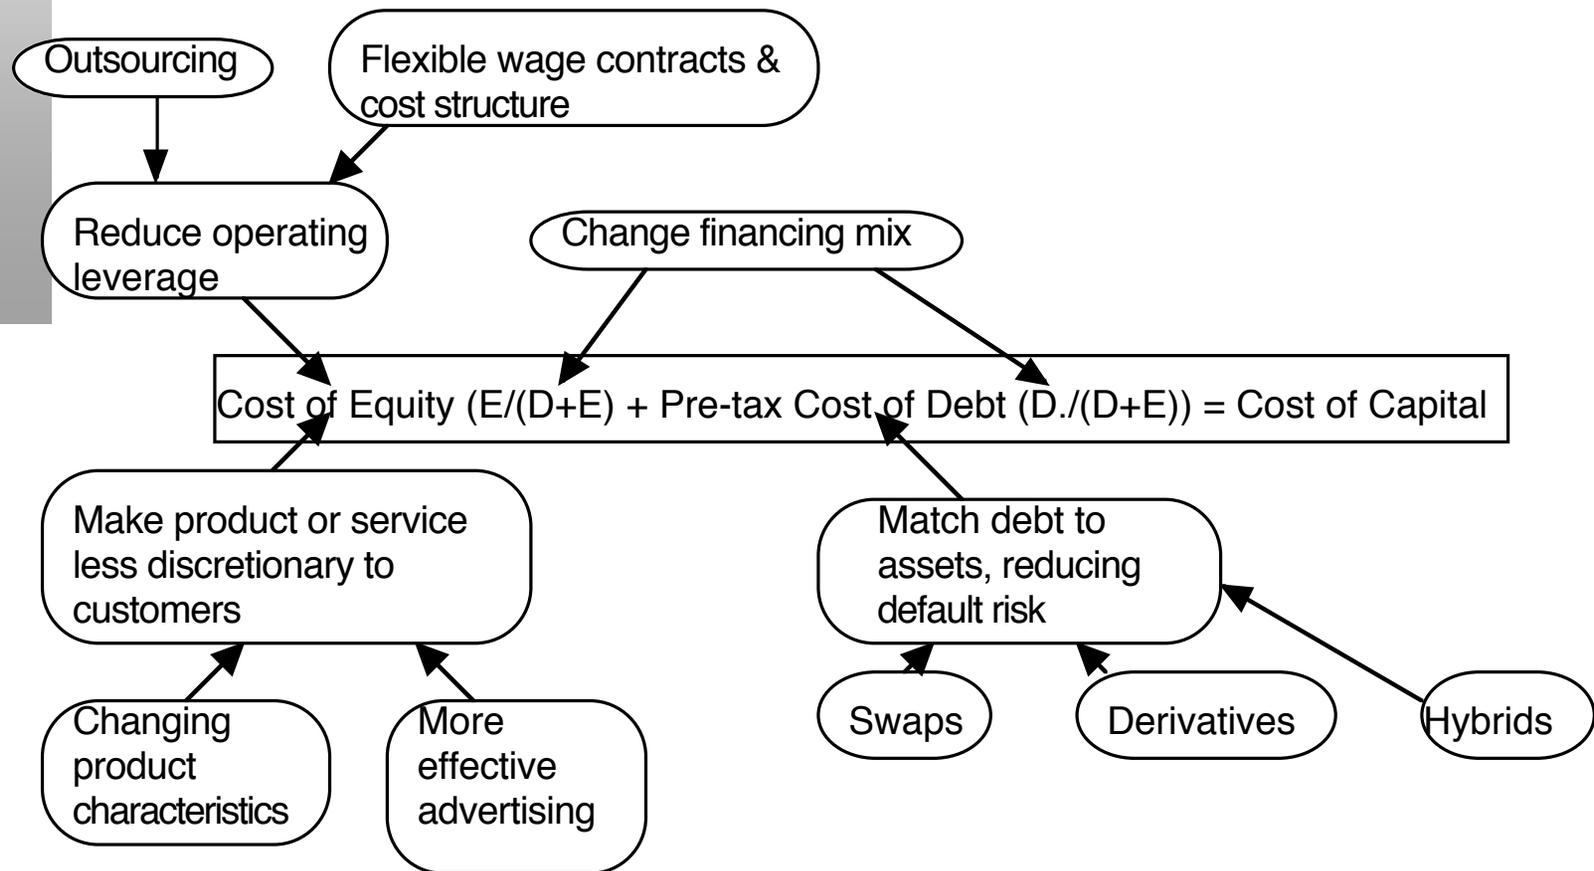 Outsourcing
Flexible wage contracts &
cost structure
Reduce operating
leverage
Change financing mix
Cost of Equity (E/(D+E) + Pre-tax Cost of Debt (D./(D+E)) = Cost of Capital
Make product or service
less discretionary to
customers
Match debt to
assets, reducing
default risk
Changing
product
characteristics
More
effective
advertising
Swaps
Derivatives
Hybrids